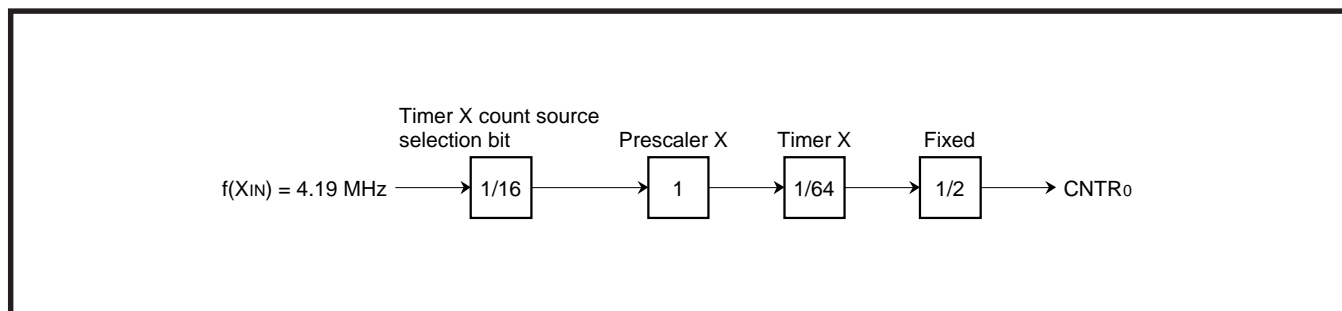 Timer X count source
selection bit
Prescaler X
Timer X
Fixed
f(XIN) = 4.19 MHz
1/16
1
1/64
1/2
CNTR0